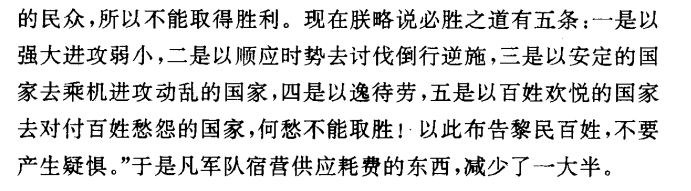 的民众,所以不能取得胜利。现在朕略说必胜之道有五条:一是以
强大进攻弱小,二是以顺应时势去讨伐倒行逆施,三是以安定的国
家去乘机进攻动乱的国家,四是以逸待劳,五是以百姓欢悦的国家
去对付百姓愁怨的国家,何愁不能取胜!以此布告黎民百姓,不要
产生疑惧。”于是凡军队宿营供应耗费的东西,减少了一大半。